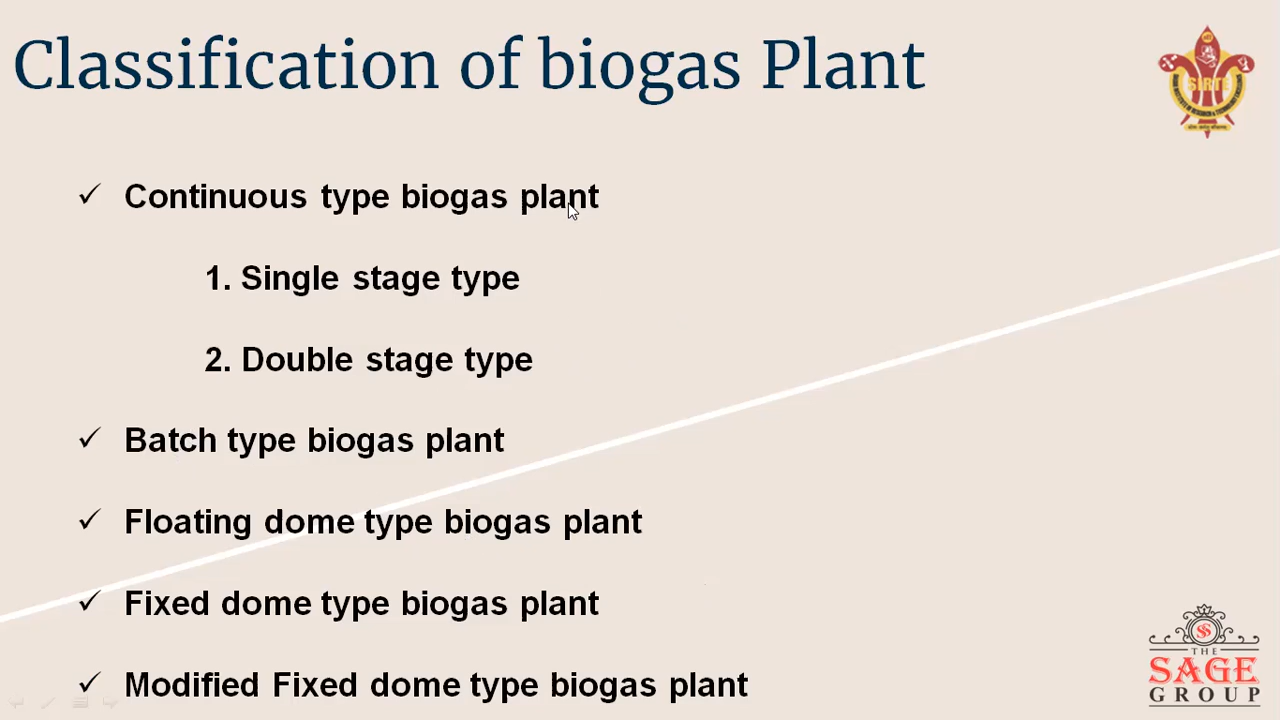 Classification of biogas Plant
✓ Continuous type biogas plant
1. Single stage type
2. Double stage type
✓ Batch type biogas plant
✓ Floating dome type biogas plant
✓ Fixed dome type biogas plant
✓ Modified Fixed dome type biogas plant
SIRTE
THE
SAGE
GROUP